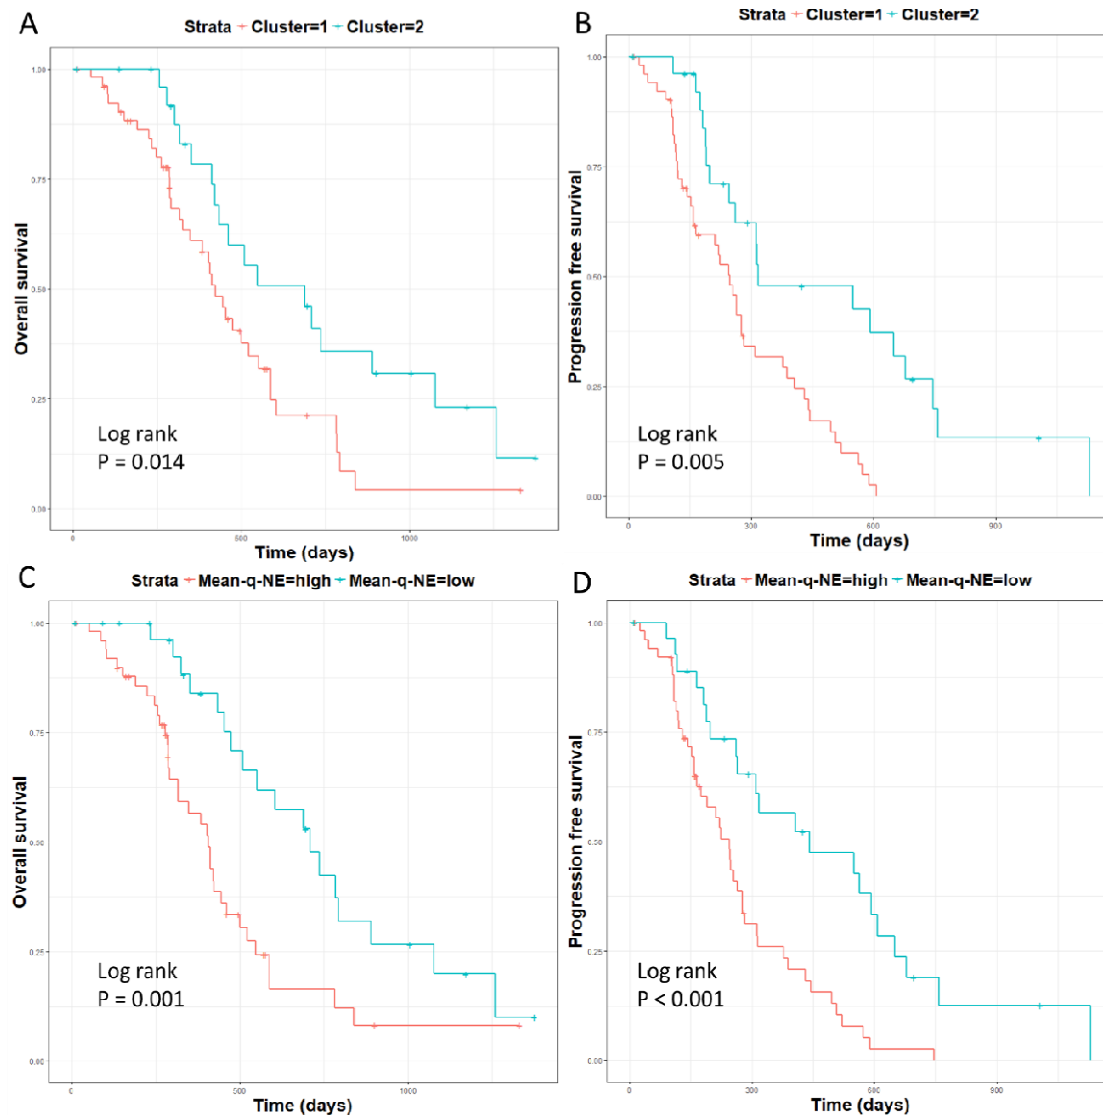 A
Strata Cluster=1 Cluster=2
1.00
0.75
0.50
0.25
0.00
Overall survival
Log rank
P = 0.014
0 500 1000
Time (days)
B
Strata Cluster=1 Cluster=2
1.00
0.75
0.50
0.25
0.00
Progression free survival
Log rank
P = 0.005
0 300 600 900
Time (days)
C
Strata Mean-q-NE=high Mean-q-NE=low
1.00
0.75
0.50
0.25
0.00
Overall survival
Log rank
P = 0.001
0 500 1000
Time (days)
D
Strata Mean-q-NE=high Mean-q-NE=low
1.00
0.75
0.50
0.25
0.00
Progression free survival
Log rank
P < 0.001
0 300 600 900
Time (days)